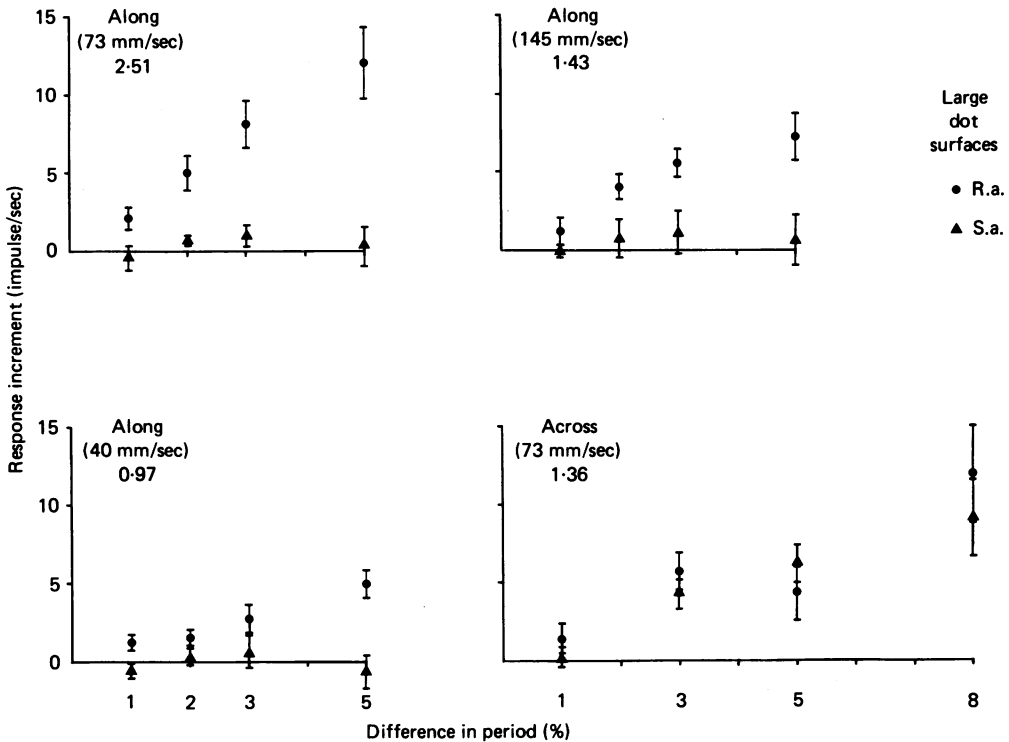 15
Along
(73 mm/sec)
2·51
10
5
0
Along
(145 mm/sec)
1·43
Large
dot
surfaces
R.a.
S.a.
Response increment (impulse/sec)
15
Along
(40 mm/sec)
0·97
10
5
0
1 2 3 5
Across
(73 mm/sec)
1·36
1 3 5 8
Difference in period (%)